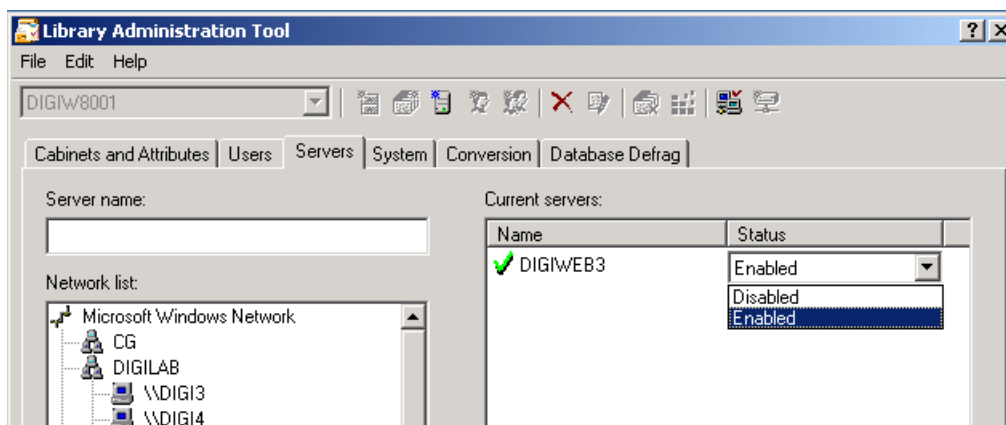 Library Administration Tool
File Edit Help
DIGIW8001
Cabinets and Attributes Users Servers System Conversion Database Defrag
Server name:
Current servers:
Name Status
DIGIWEB3 Enabled
Disabled
Enabled
Network list:
Microsoft Windows Network
CG
DIGILAB
\\DIGI3
\\DIGI4